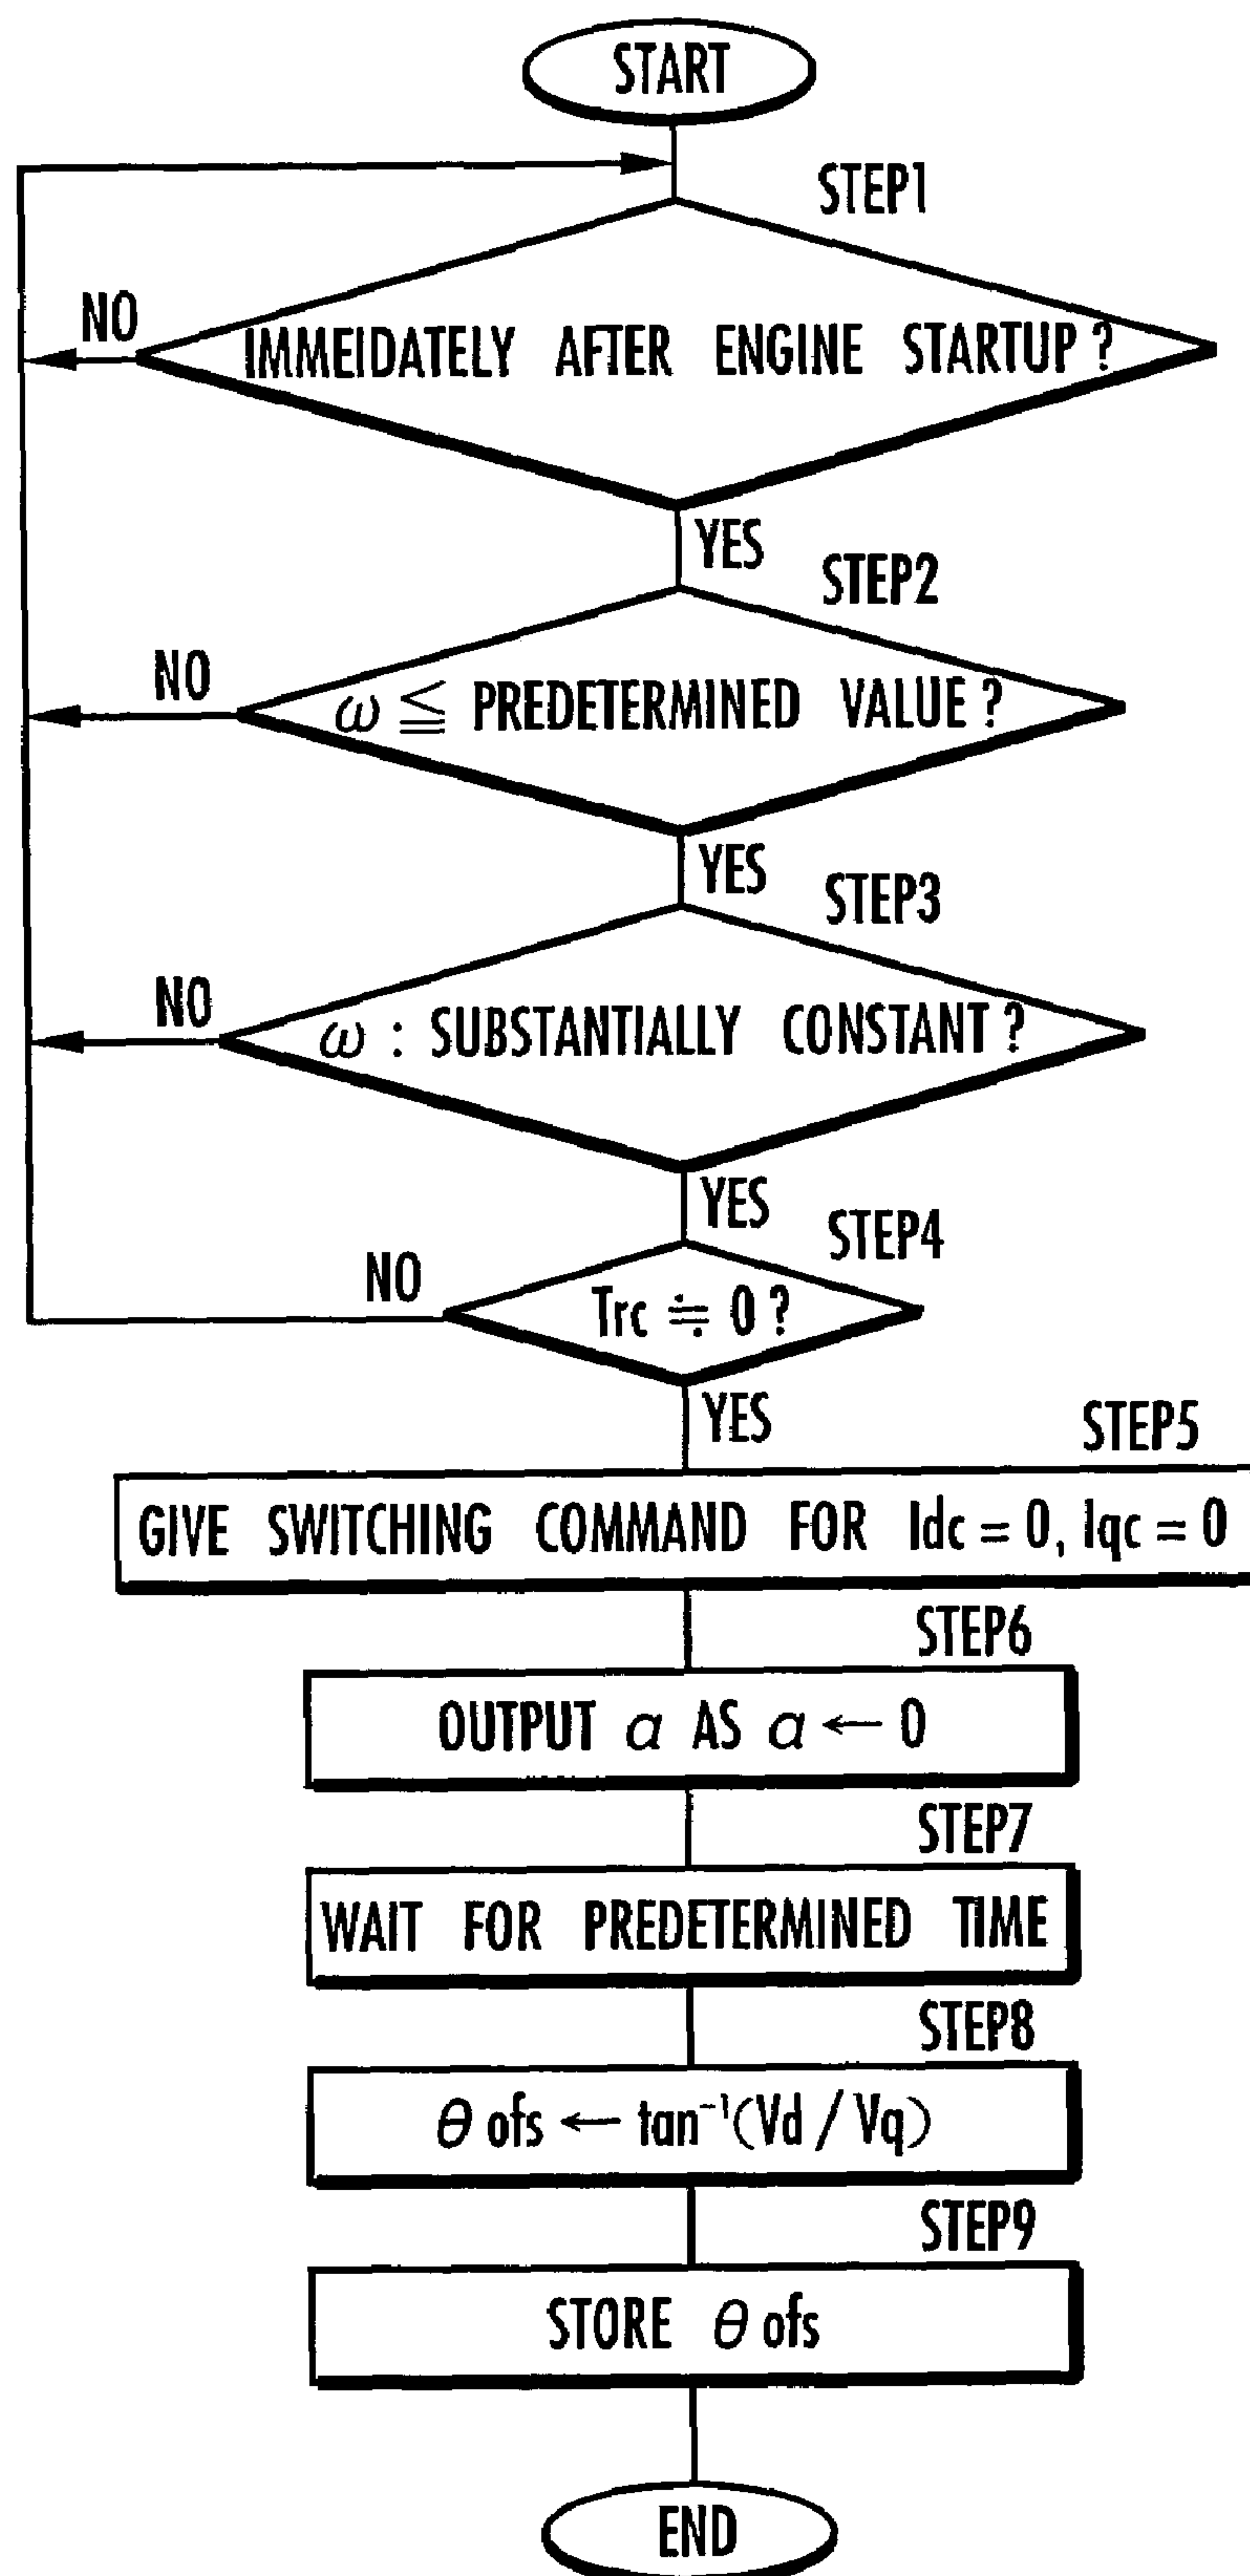 START
STEP1
NO
IMMEIDATELY AFTER ENGINE STARTUP?
YES
STEP2
NO
ω ≦ PREDETERMINED VALUE?
YES
STEP3
NO
ω : SUBSTANTIALLY CONSTANT?
YES
STEP4
NO
Trc ≒ 0?
YES
STEP5
GIVE SWITCHING COMMAND FOR Idc = 0, Iqc = 0
STEP6
OUTPUT α AS α ← 0
STEP7
WAIT FOR PREDETERMINED TIME
STEP8
θ ofs ← tan⁻¹(Vd / Vq)
STEP9
STORE θ ofs
END